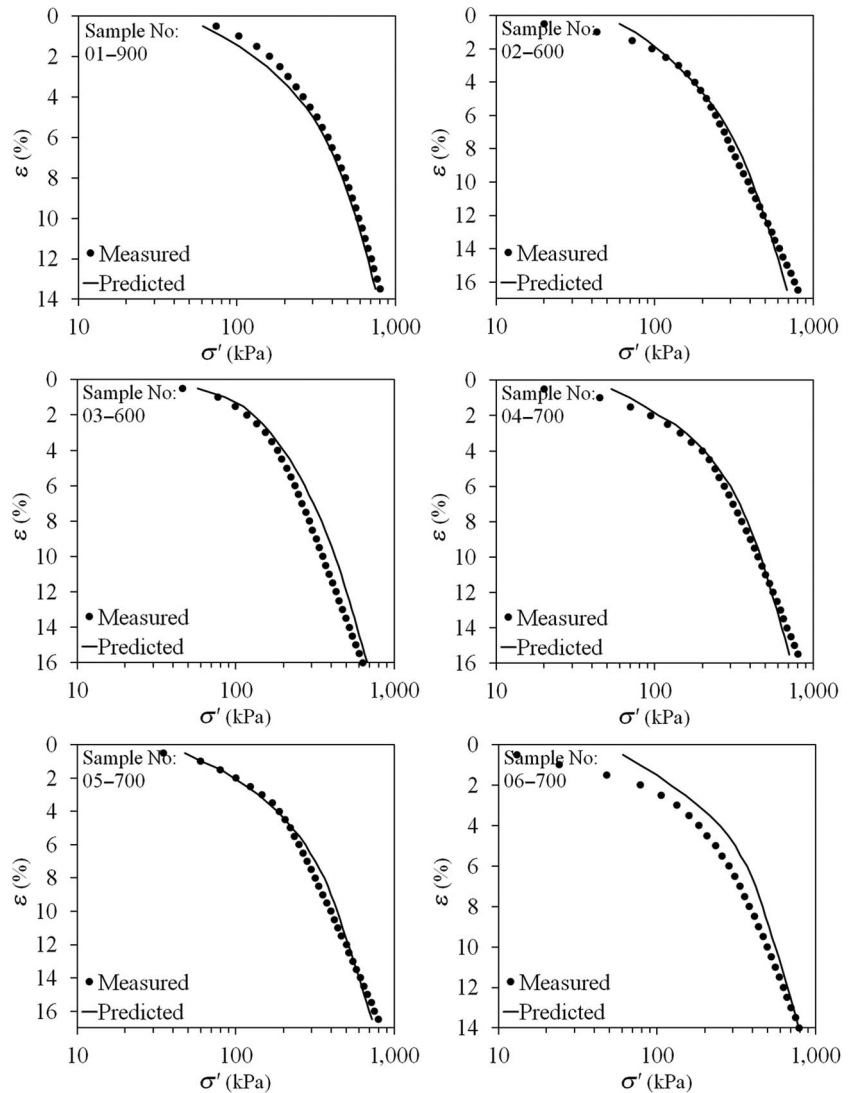 Sample No:
01–900
0
2
4
6
8
10
12
14
ε (%)
Measured
Predicted
10
100
1,000
σ′ (kPa)
Sample No:
02–600
0
2
4
6
8
10
12
14
16
ε (%)
Measured
Predicted
10
100
1,000
σ′ (kPa)
Sample No:
03–600
0
2
4
6
8
10
12
14
16
ε (%)
Measured
Predicted
10
100
1,000
σ′ (kPa)
Sample No:
04–700
0
2
4
6
8
10
12
14
16
ε (%)
Measured
Predicted
10
100
1,000
σ′ (kPa)
Sample No:
05–700
0
2
4
6
8
10
12
14
16
ε (%)
Measured
Predicted
10
100
1,000
σ′ (kPa)
Sample No:
06–700
0
2
4
6
8
10
12
14
ε (%)
Measured
Predicted
10
100
1,000
σ′ (kPa)